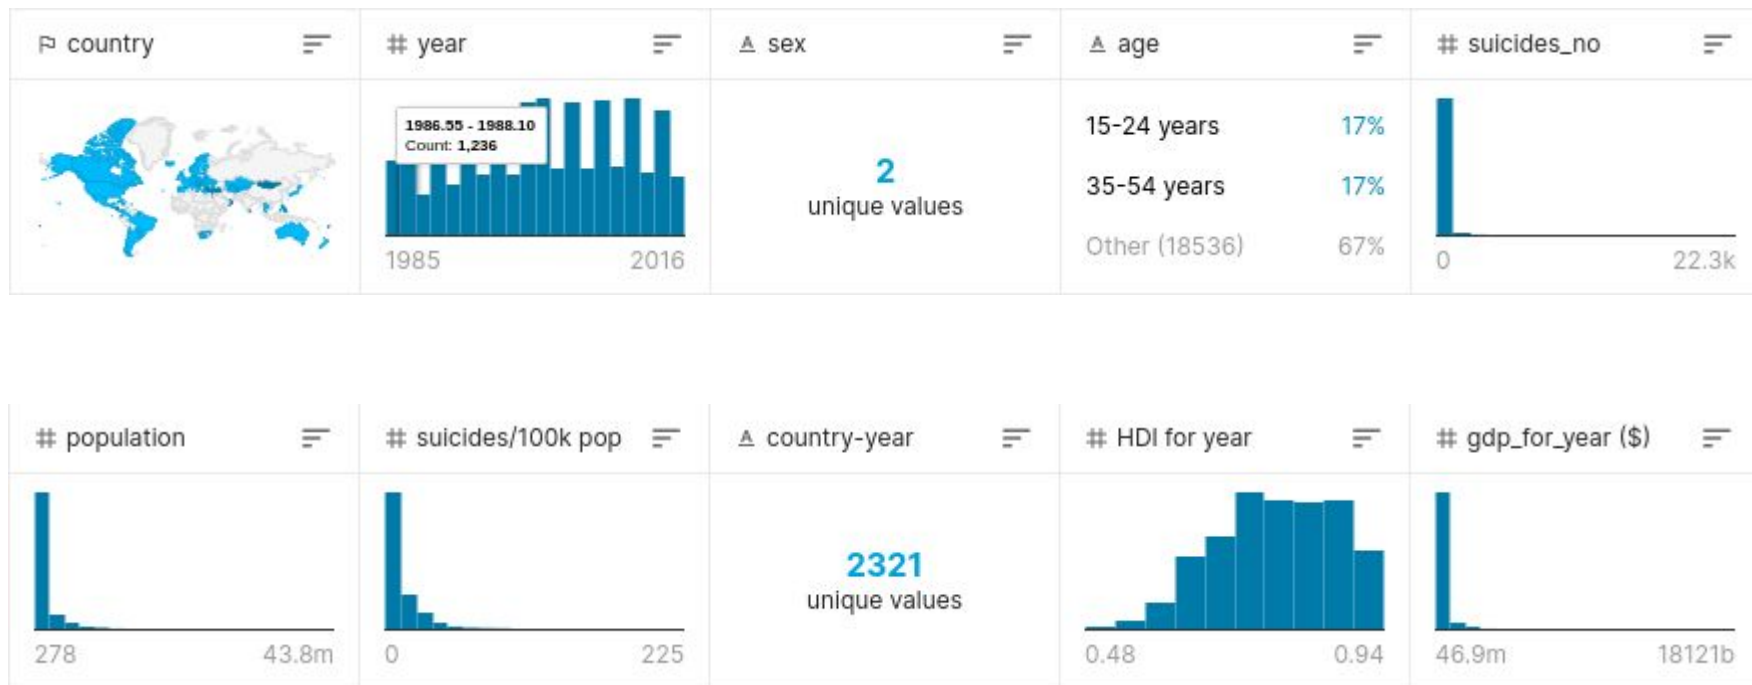 country
year
sex
age
suicides_no
1986.55 - 1988.10
Count: 1,236
1985
2016
2
unique values
15-24 years
17%
35-54 years
17%
Other (18536)
67%
0
22.3k
population
suicides/100k pop
country-year
HDI for year
gdp_for_year ($)
278
43.8m
0
225
2321
unique values
0.48
0.94
46.9m
18121b